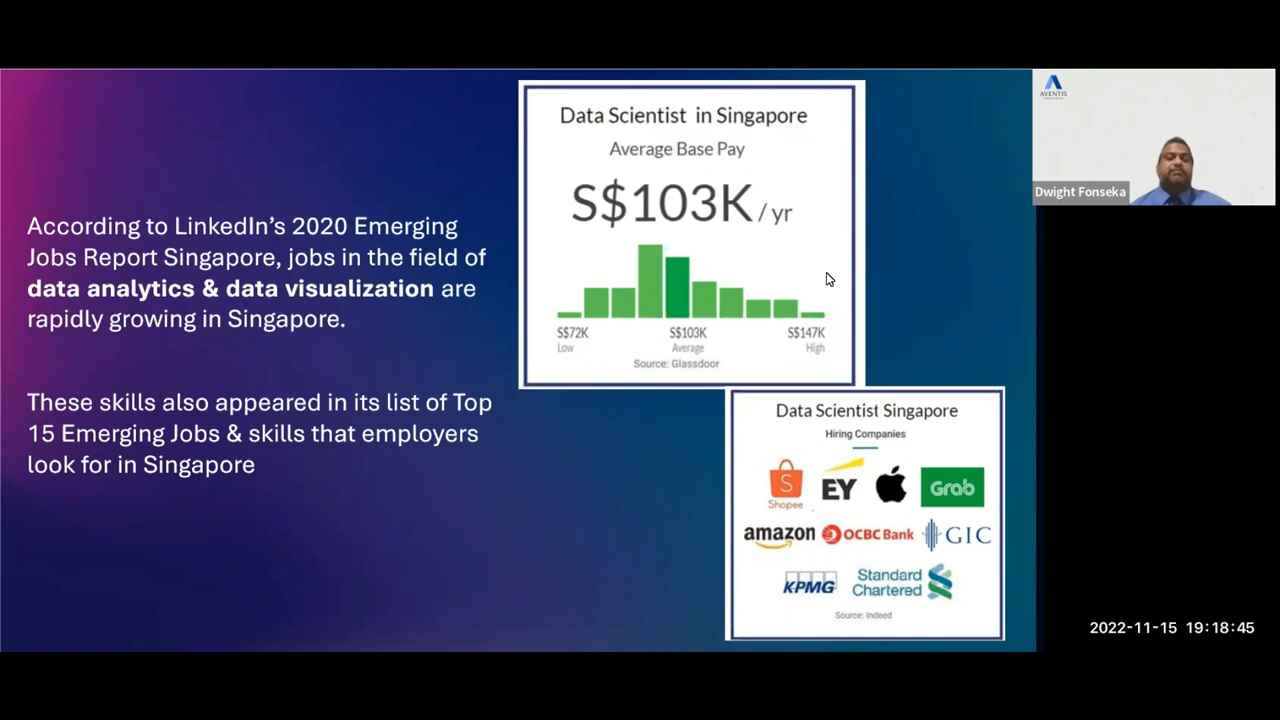 According to LinkedIn's 2020 Emerging
Jobs Report Singapore, jobs in the field of
data analytics & data visualization are
rapidly growing in Singapore.
These skills also appeared in its list of Top
15 Emerging Jobs & skills that employers
look for in Singapore
Data Scientist in Singapore
Average Base Pay
S$103K / yr
S$72K S$103K S$147K
Low Average High
Source: Glassdoor
Data Scientist Singapore
Hiring Companies
S
Shopee
EY
Grab
amazon OCBC Bank GIC
KPMG
Standard
Chartered
Source: Indeed
AVENTIS
Dwight Fonseka
2022-11-15 19:18:45